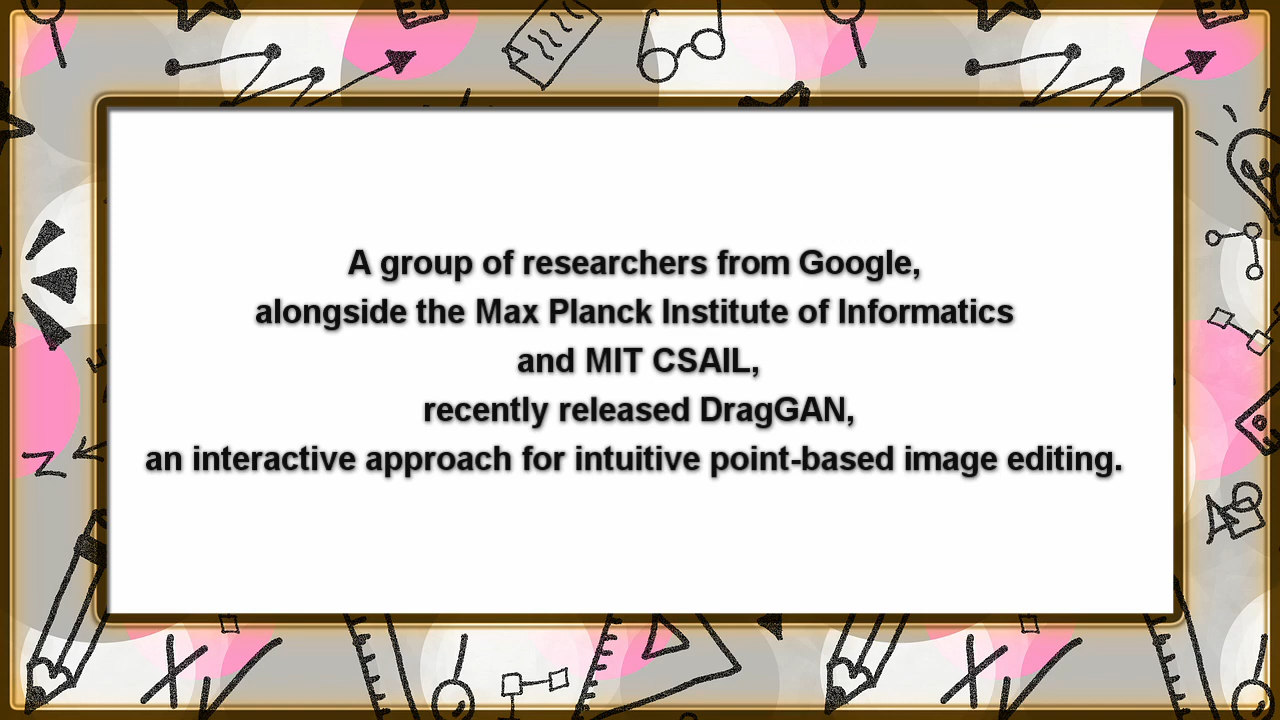 A group of researchers from Google,
alongside the Max Planck Institute of Informatics
and MIT CSAIL,
recently released DragGAN,
an interactive approach for intuitive point-based image editing.